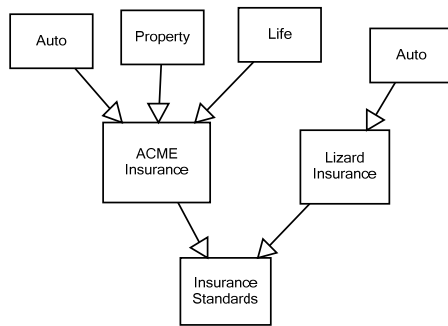 Auto
Property
Life
Auto
ACME
Insurance
Lizard
Insurance
Insurance
Standards